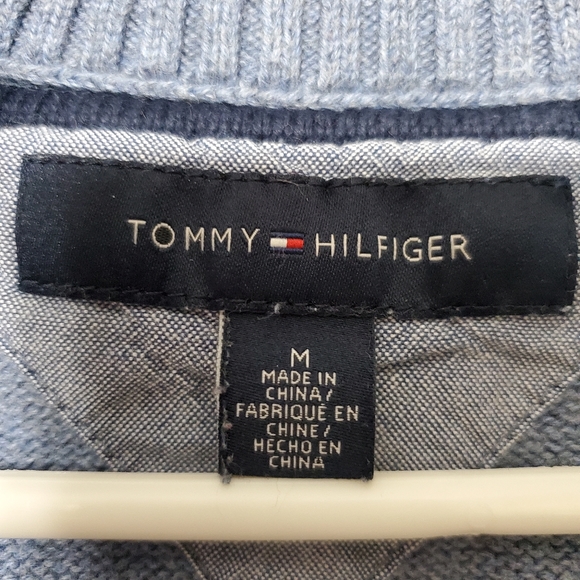 TOMMY HILFIGER
M
MADE IN
CHINA/
FABRIQUÉ EN
CHINE/
HECHO EN
CHINA